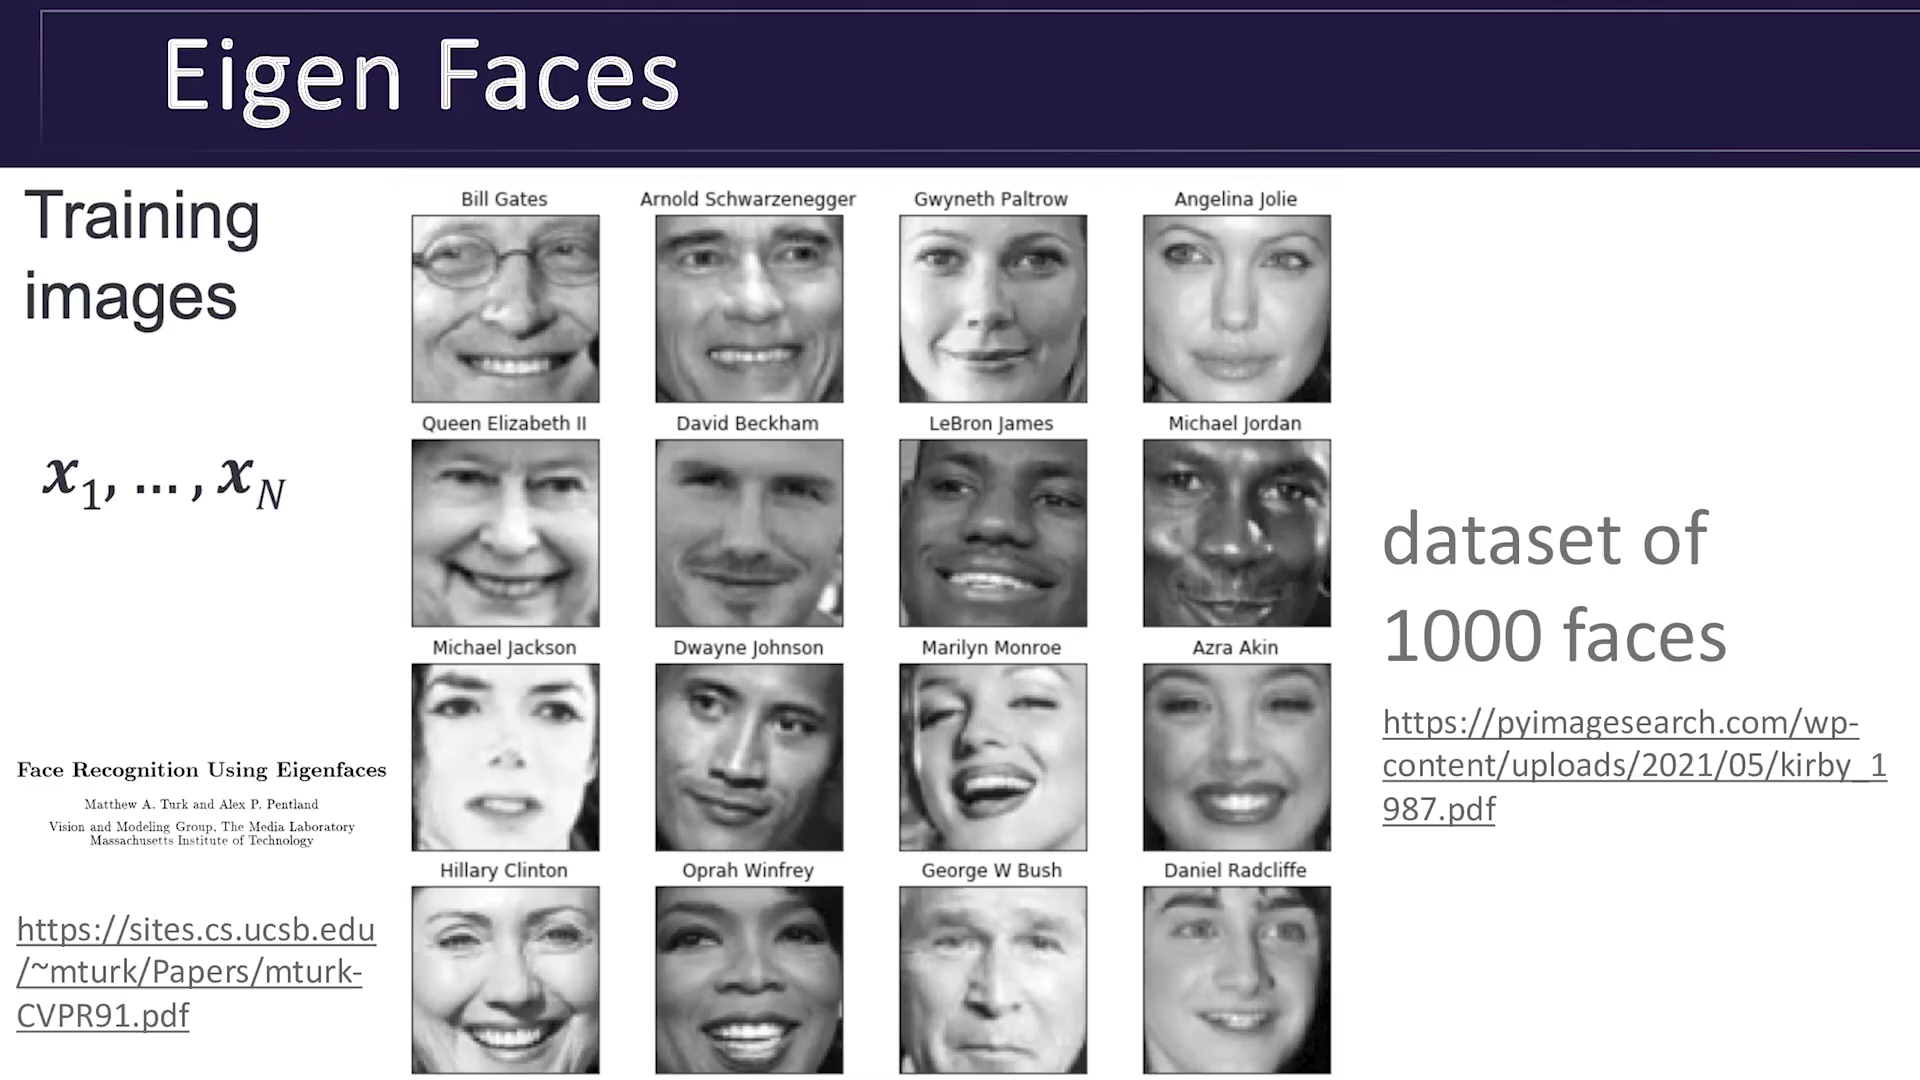 Eigen Faces
Training
images
x1, … , xN
Face Recognition Using Eigenfaces
Matthew A. Turk and Alex P. Pentland
Vision and Modeling Group, The Media Laboratory
Massachusetts Institute of Technology
https://sites.cs.ucsb.edu
/~mturk/Papers/mturk-
CVPR91.pdf
Bill Gates
Arnold Schwarzenegger
Gwyneth Paltrow
Angelina Jolie
Queen Elizabeth II
David Beckham
LeBron James
Michael Jordan
Michael Jackson
Dwayne Johnson
Marilyn Monroe
Azra Akin
Hillary Clinton
Oprah Winfrey
George W Bush
Daniel Radcliffe
dataset of
1000 faces
https://pyimagesearch.com/wp-
content/uploads/2021/05/kirby_1
987.pdf